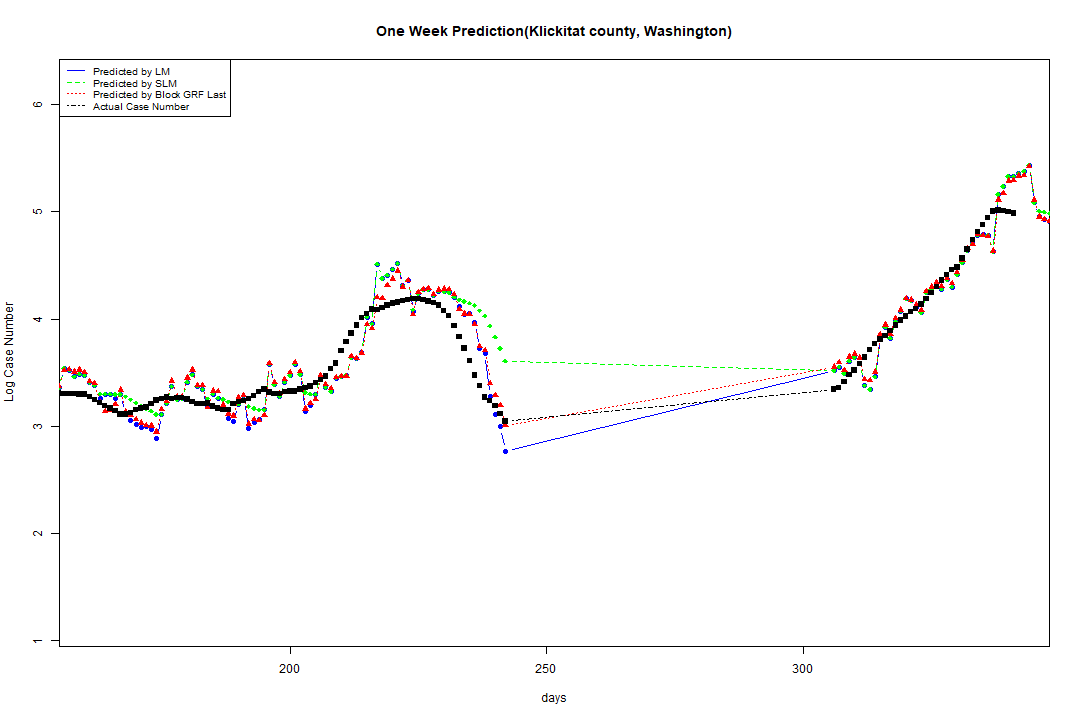 One Week Prediction(Klickitat county, Washington)
Predicted by LM
Predicted by SLM
Predicted by Block GRF Last
Actual Case Number
6
5
4
3
2
1
Log Case Number
200
250
300
days